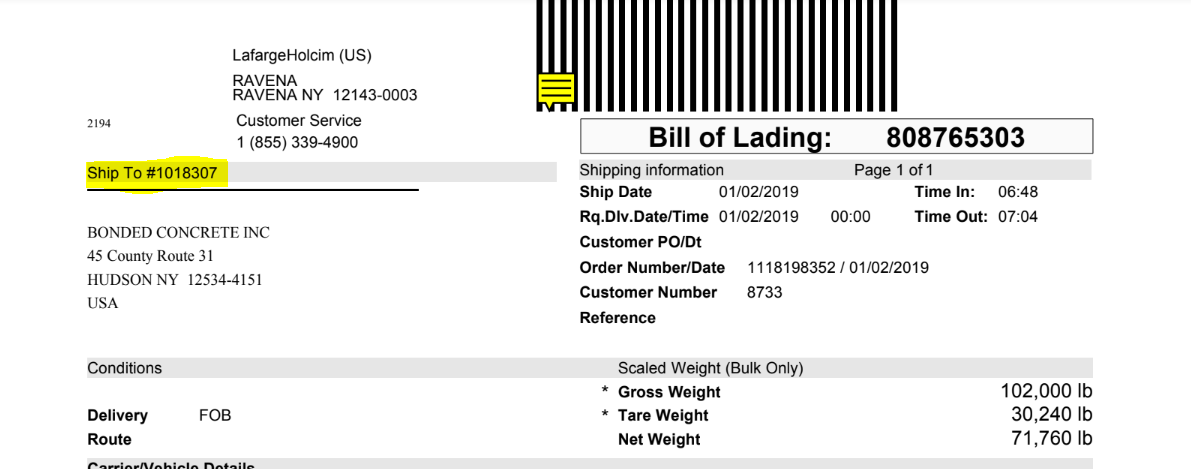 LafargeHolcim (US)
RAVENA
RAVENA NY 12143-0003
2194
Customer Service
1 (855) 339-4900
Ship To #1018307
BONDED CONCRETE INC
45 County Route 31
HUDSON NY 12534-4151
USA
Bill of Lading: 808765303
Shipping information Page 1 of 1
Ship Date 01/02/2019 Time In: 06:48
Rq.Dlv.Date/Time 01/02/2019 00:00 Time Out: 07:04
Customer PO/Dt
Order Number/Date 1118198352 / 01/02/2019
Customer Number 8733
Reference
Conditions
Delivery FOB
Route
Scaled Weight (Bulk Only)
* Gross Weight 102,000 lb
* Tare Weight 30,240 lb
Net Weight 71,760 lb
Carrier/Vehicle Details